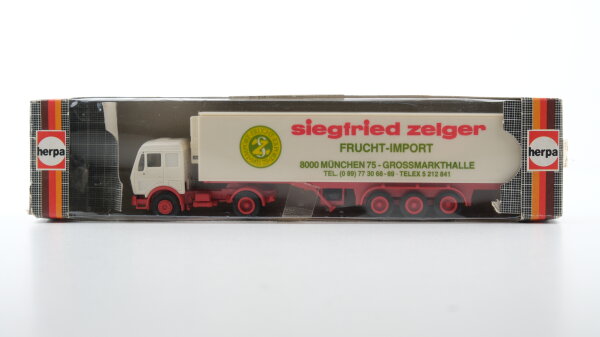 herpa
siegfried zeiger
FRUCHT-IMPORT
8000 MÜNCHEN 75 - GROSSMARKTHALLE
TEL. (0 89) 77 30 68 - 69 · TELEX 5 212 841
herpa